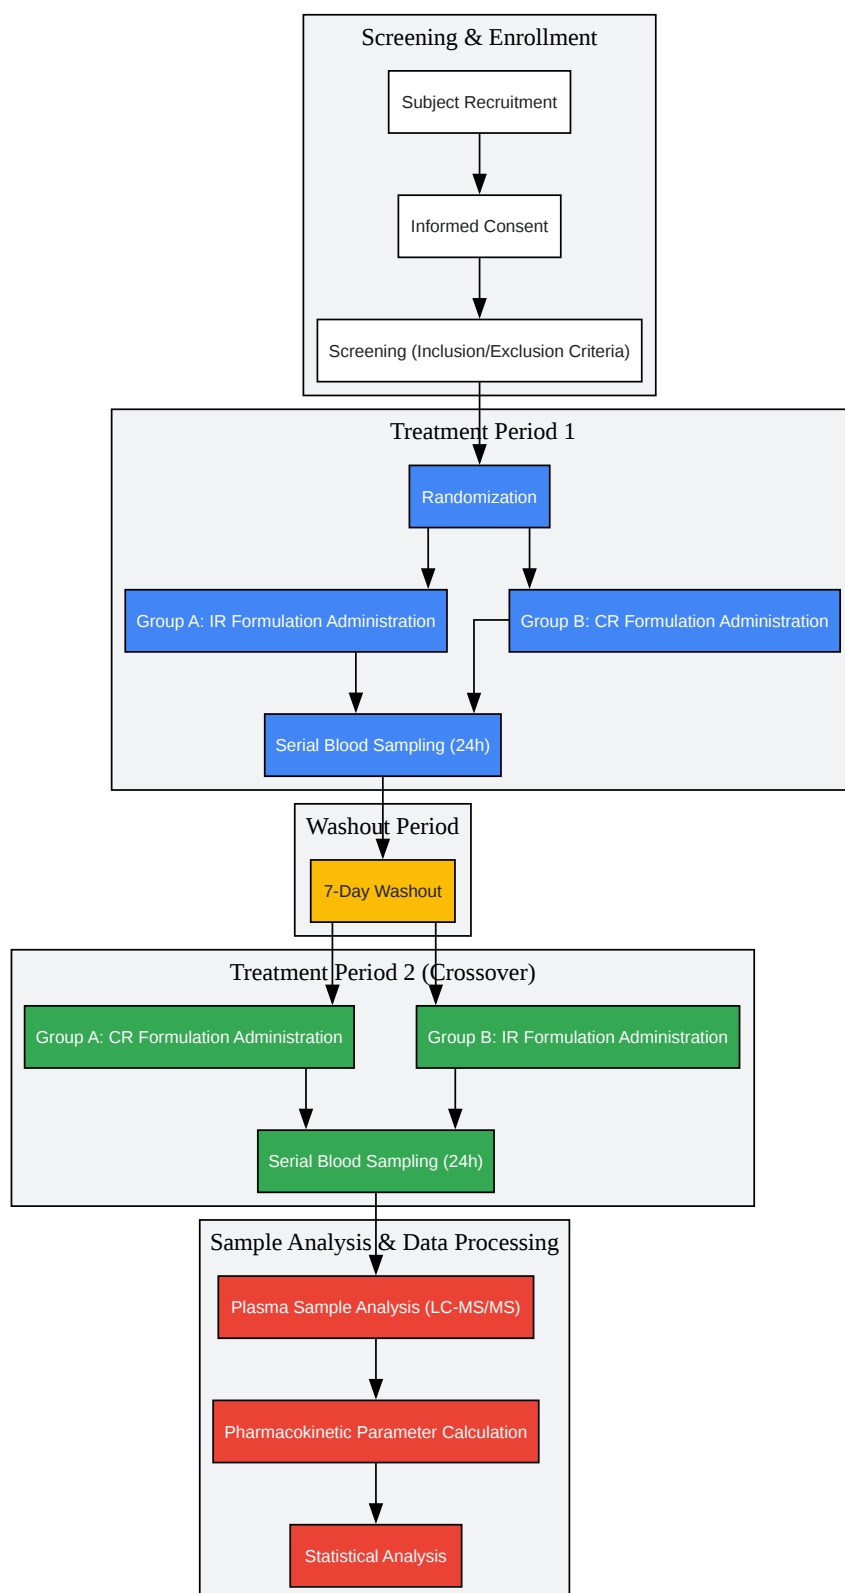 Screening & Enrollment
Subject Recruitment
Informed Consent
Screening (Inclusion/Exclusion Criteria)
Treatment Period 1
Randomization
Group A: IR Formulation Administration
Group B: CR Formulation Administration
Serial Blood Sampling (24h)
Washout Period
7-Day Washout
Treatment Period 2 (Crossover)
Group A: CR Formulation Administration
Group B: IR Formulation Administration
Serial Blood Sampling (24h)
Sample Analysis & Data Processing
Plasma Sample Analysis (LC-MS/MS)
Pharmacokinetic Parameter Calculation
Statistical Analysis